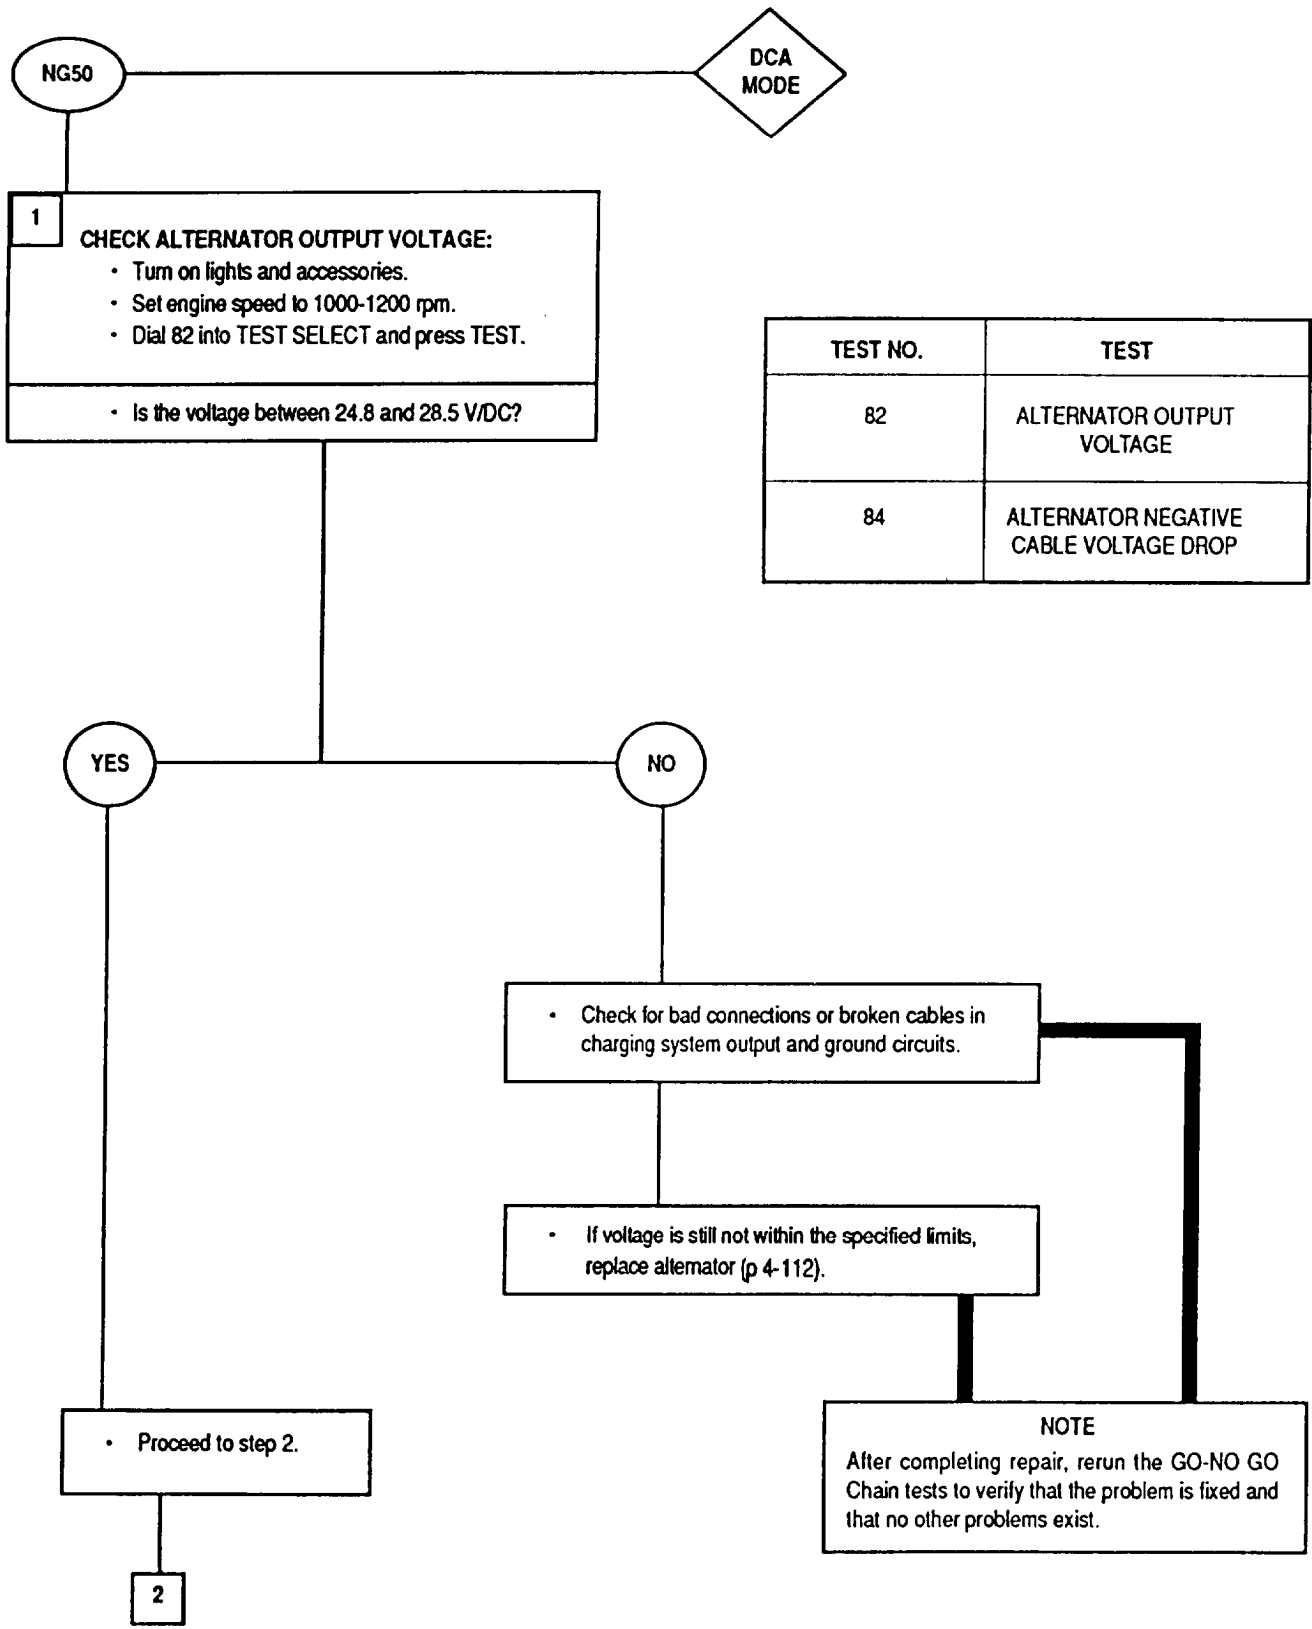 NG50
DCA
MODE
1
CHECK ALTERNATOR OUTPUT VOLTAGE:
• Turn on lights and accessories.
• Set engine speed to 1000-1200 rpm.
• Dial 82 into TEST SELECT and press TEST.
• Is the voltage between 24.8 and 28.5 V/DC?
TEST NO. TEST
82 ALTERNATOR OUTPUT
VOLTAGE
84 ALTERNATOR NEGATIVE
CABLE VOLTAGE DROP
YES
NO
• Check for bad connections or broken cables in
charging system output and ground circuits.
• If voltage is still not within the specified limits,
replace alternator (p 4-112).
• Proceed to step 2.
2
NOTE
After completing repair, rerun the GO-NO GO
Chain tests to verify that the problem is fixed and
that no other problems exist.